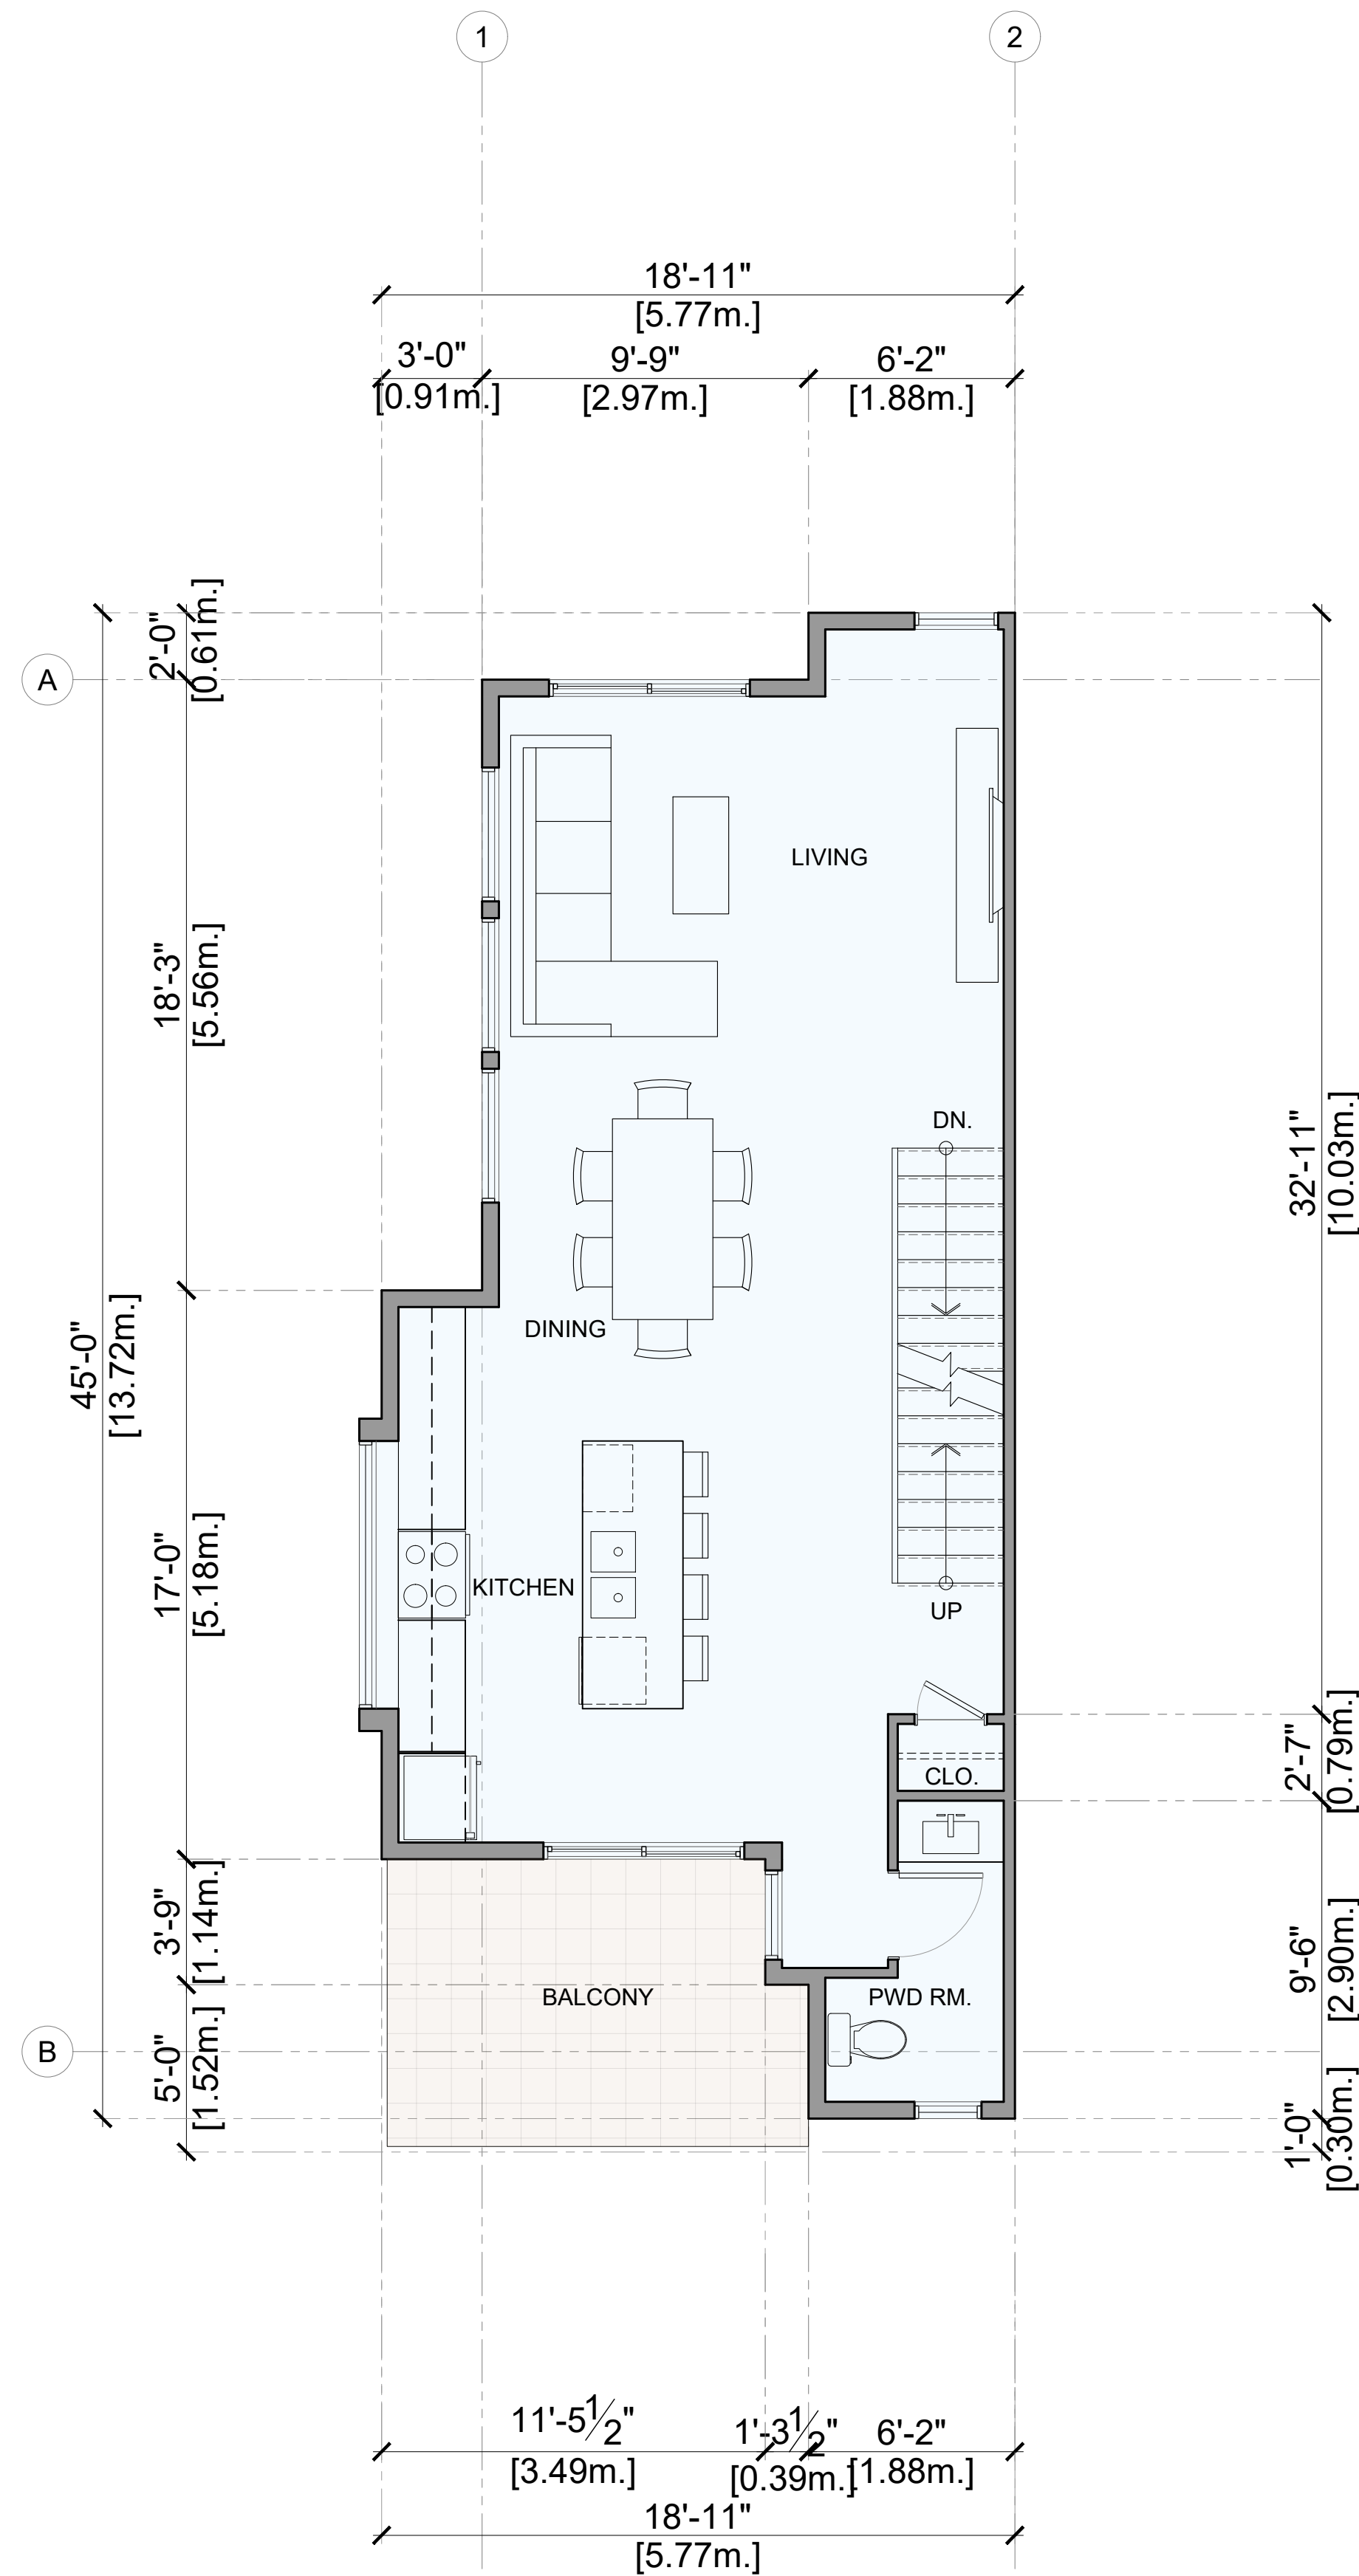 1
2
18'-11"
[5.77m.]
3'-0"
[0.91m.]
9'-9"
[2.97m.]
6'-2"
[1.88m.]
A
2'-0"
[0.61m.]
LIVING
18'-3"
[5.56m.]
DN.
32'-11"
[10.03m.]
DINING
45'-0"
[13.72m.]
17'-0"
[5.18m.]
KITCHEN
UP
CLO.
2'-7"
[0.79m.]
3'-9"
[1.14m.]
BALCONY
PWD RM.
9'-6"
[2.90m.]
B
5'-0"
[1.52m.]
1'-0"
[0.30m.]
11'-5 1/2"
[3.49m.]
1'-3 1/2"
[0.39m.]
6'-2"
[1.88m.]
18'-11"
[5.77m.]